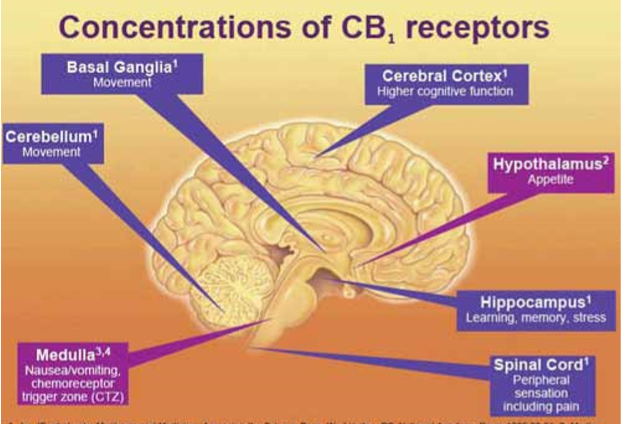 Concentrations of CB1 receptors
Basal Ganglia1
Movement
Cerebral Cortex1
Higher cognitive function
Cerebellum1
Movement
Hypothalamus2
Appetite
Hippocampus1
Learning, memory, stress
Medulla3,4
Nausea/vomiting,
chemoreceptor
trigger zone (CTZ)
Spinal Cord1
Peripheral
sensation
including pain